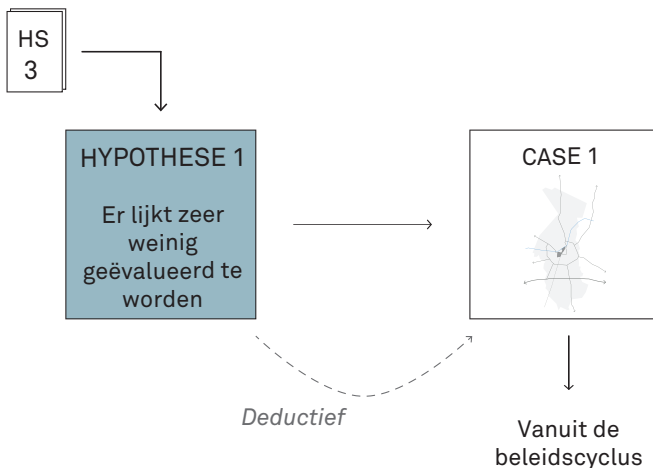 HS
3
HYPOTHESE 1
Er lijkt zeer
weinig
geëvalueerd te
worden
CASE 1
Deductief
Vanuit de
beleidscyclus